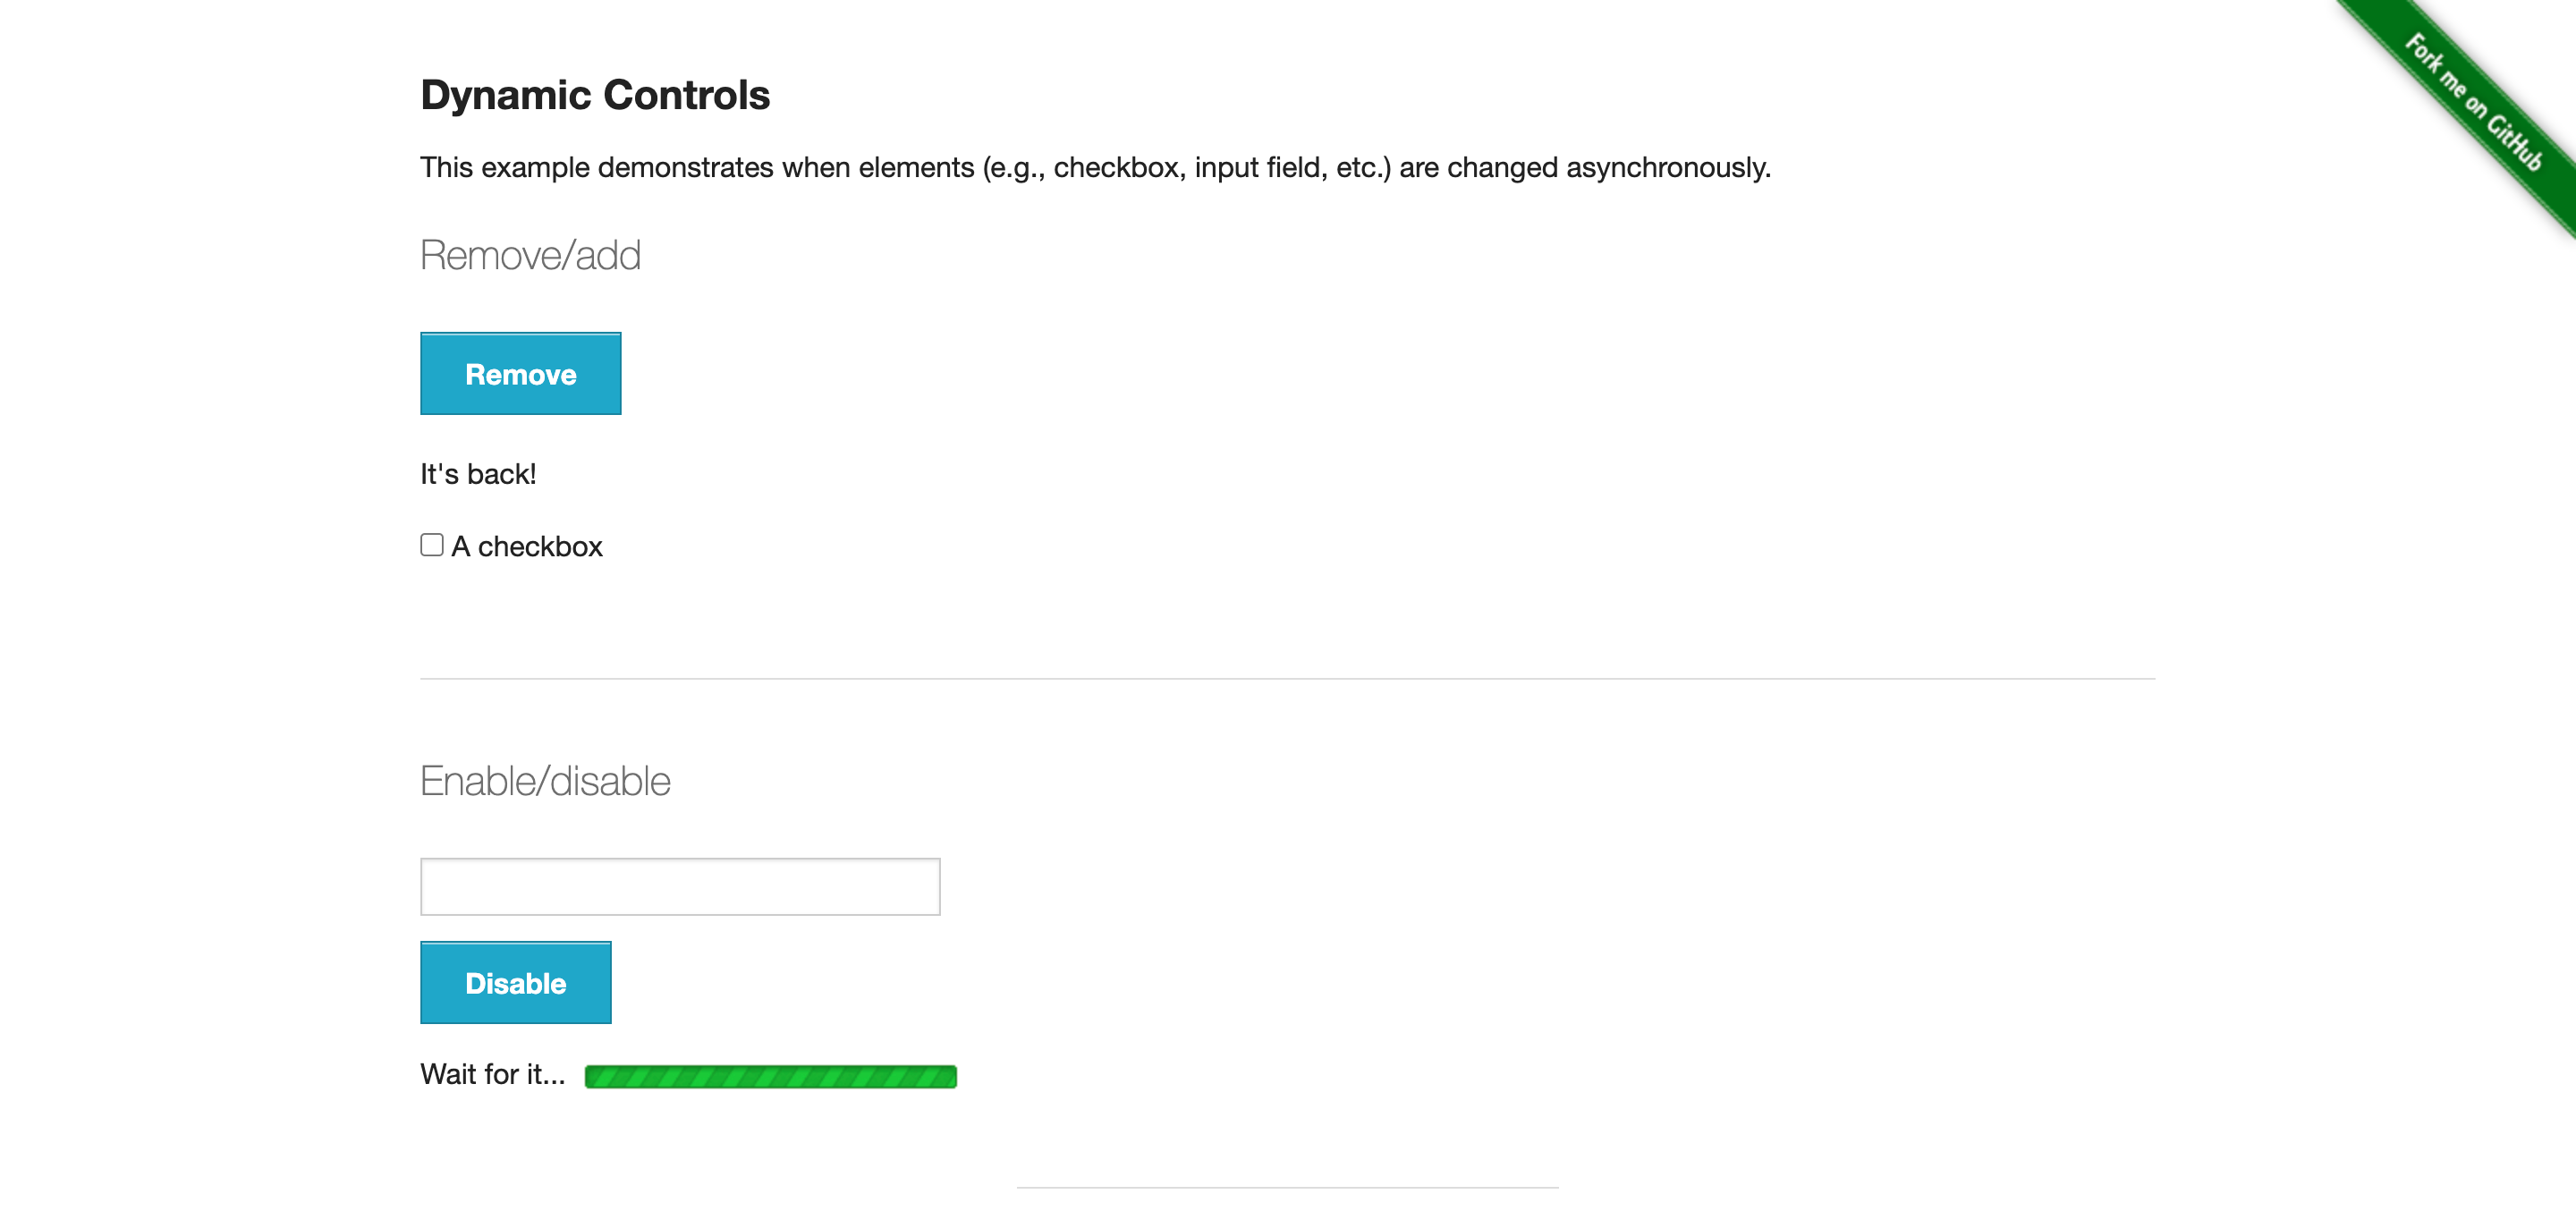 Fork me on GitHub
Dynamic Controls
This example demonstrates when elements (e.g., checkbox, input field, etc.) are changed asynchronously.
Remove/add
Remove
It's back!
A checkbox
Enable/disable
Disable
Wait for it...